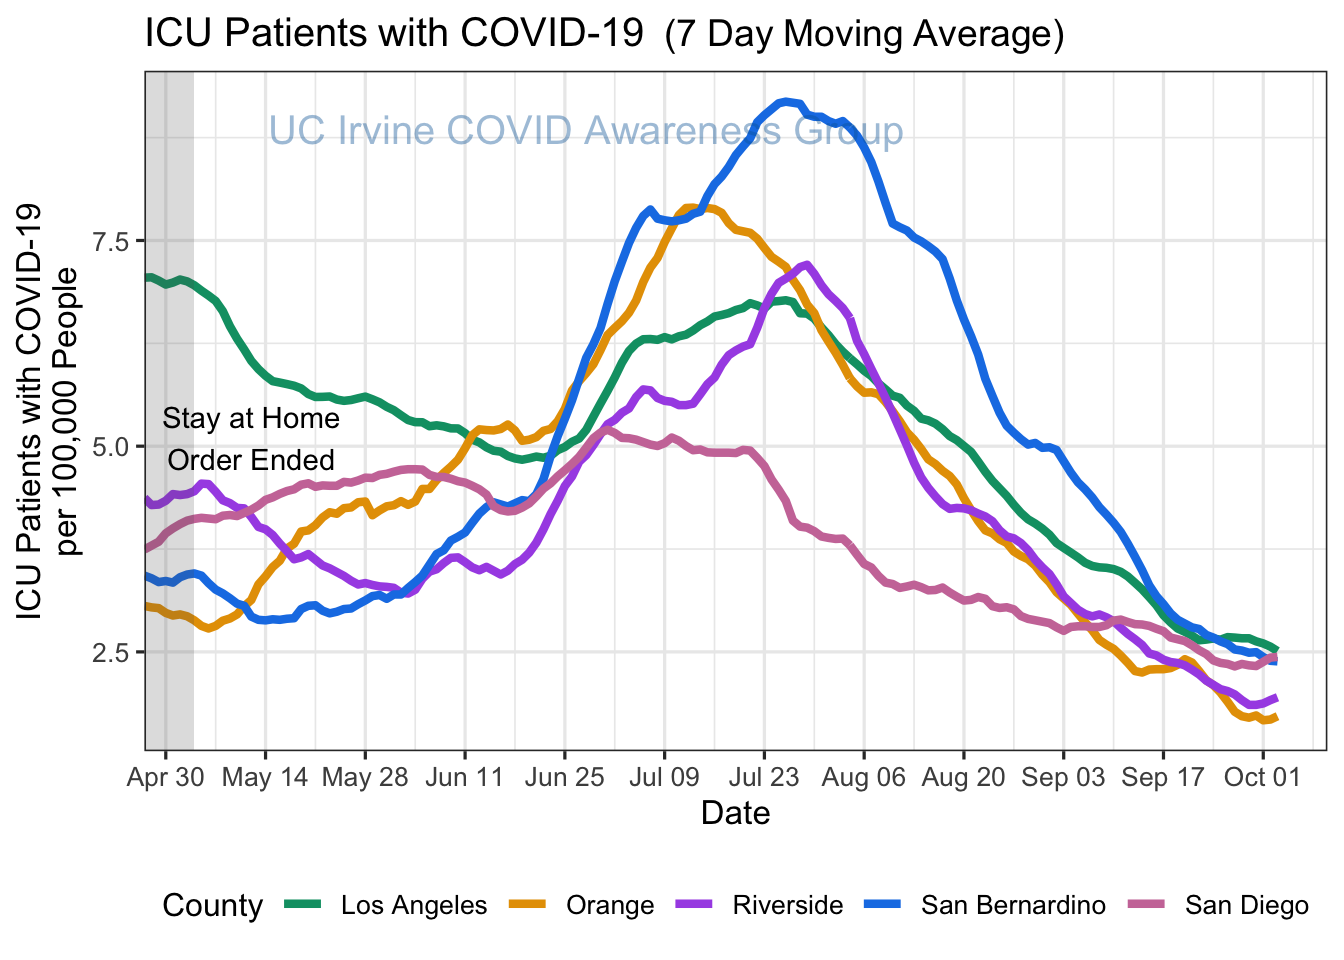 ICU Patients with COVID-19 (7 Day Moving Average)
UC Irvine COVID Awareness Group
ICU Patients with COVID-19
per 100,000 People
7.5
5.0
2.5
Stay at Home
Order Ended
Apr 30 May 14 May 28 Jun 11 Jun 25 Jul 09 Jul 23 Aug 06 Aug 20 Sep 03 Sep 17 Oct 01
Date
County Los Angeles Orange Riverside San Bernardino San Diego